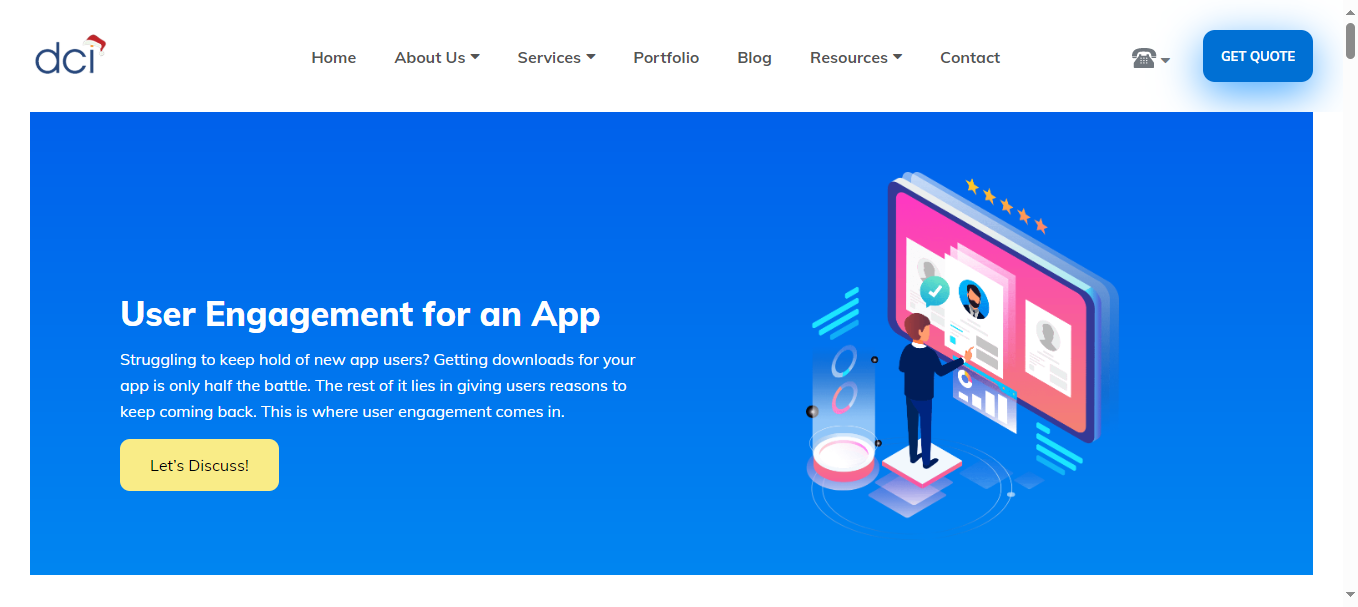 dci
Home
About Us
Services
Portfolio
Blog
Resources
Contact
GET QUOTE
User Engagement for an App
Struggling to keep hold of new app users? Getting downloads for your
app is only half the battle. The rest of it lies in giving users reasons to
keep coming back. This is where user engagement comes in.
Let’s Discuss!